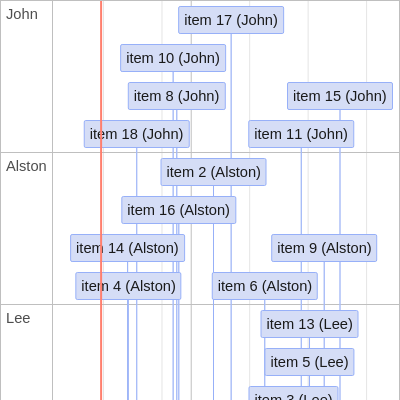 John
item 17 (John)
item 10 (John)
item 8 (John)
item 15 (John)
item 18 (John)
item 11 (John)
Alston
item 2 (Alston)
item 16 (Alston)
item 14 (Alston)
item 9 (Alston)
item 4 (Alston)
item 6 (Alston)
Lee
item 13 (Lee)
item 5 (Lee)
item 3 (Lee)